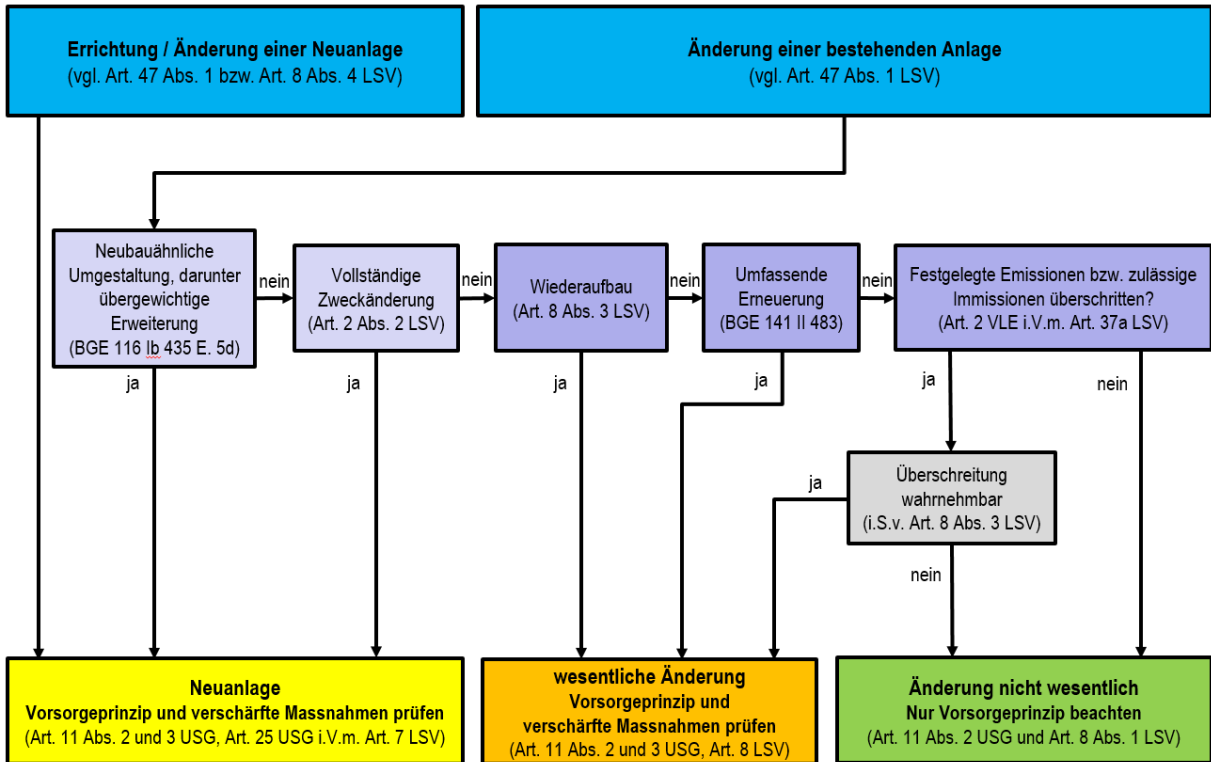 Errichtung / Änderung einer Neuanlage
(vgl. Art. 47 Abs. 1 bzw. Art. 8 Abs. 4 LSV)
Änderung einer bestehenden Anlage
(vgl. Art. 47 Abs. 1 LSV)
Neubauähnliche
Umgestaltung, darunter
übergewichtige
Erweiterung
(BGE 116 Ib 435 E. 5d)
nein
Vollständige
Zweckänderung
(Art. 2 Abs. 2 LSV)
nein
Wiederaufbau
(Art. 8 Abs. 3 LSV)
nein
Umfassende
Erneuerung
(BGE 141 II 483)
nein
Festgelegte Emissionen bzw. zulässige
Immissionen überschritten?
(Art. 2 VLE i.V.m. Art. 37a LSV)
ja
ja
ja
ja
ja
nein
Überschreitung
wahrnehmbar
(i.S.v. Art. 8 Abs. 3 LSV)
ja
nein
Neuanlage
Vorsorgeprinzip und verschärfte Massnahmen prüfen
(Art. 11 Abs. 2 und 3 USG, Art. 25 USG i.V.m. Art. 7 LSV)
wesentliche Änderung
Vorsorgeprinzip und
verschärfte Massnahmen prüfen
(Art. 11 Abs. 2 und 3 USG, Art. 8 LSV)
Änderung nicht wesentlich
Nur Vorsorgeprinzip beachten
(Art. 11 Abs. 2 USG und Art. 8 Abs. 1 LSV)